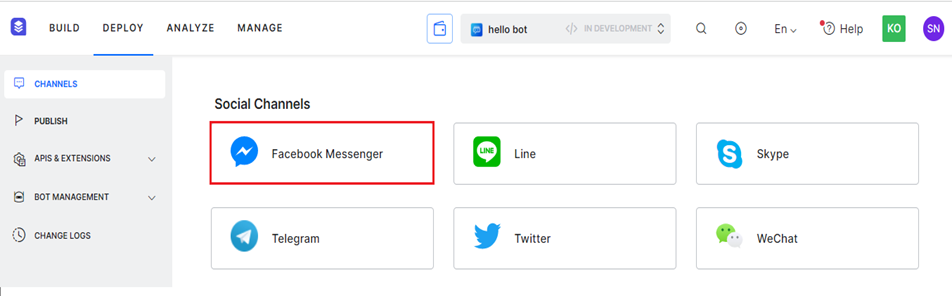 BUILD DEPLOY ANALYZE MANAGE hello bot </> IN DEVELOPMENT En Help KO SN
CHANNELS
PUBLISH
APIS & EXTENSIONS
BOT MANAGEMENT
CHANGE LOGS
Social Channels
Facebook Messenger
LINE Line
Skype
Telegram
Twitter
WeChat